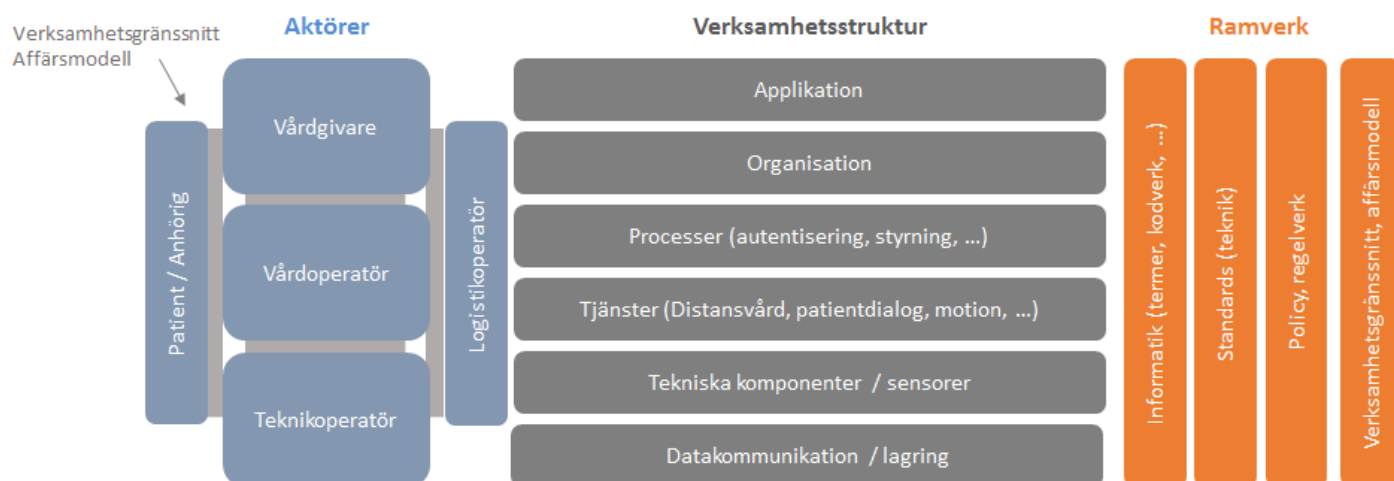 Verksamhetsgränssnitt
Affärsmodell
Aktörer
Verksamhetsstruktur
Ramverk
Patient / Anhörig
Vårdgivare
Vårdoperatör
Teknikoperatör
Logistikoperatör
Applikation
Organisation
Processer (autentisering, styrning, ...)
Tjänster (Distansvård, patientdialog, motion, ...)
Tekniska komponenter / sensorer
Datakommunikation / lagring
Informatik (termer, kodverk, ...)
Standards (teknik)
Policy, regelverk
Verksamhetsgränssnitt, affärsmodell